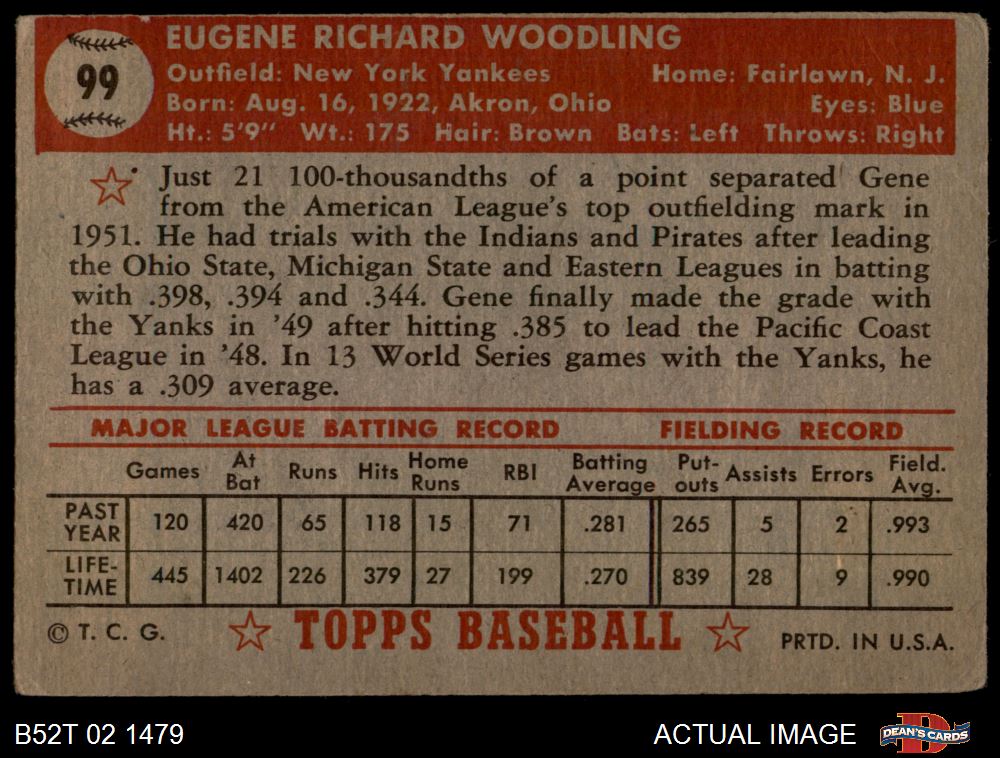 99
EUGENE RICHARD WOODLING
Outfield: New York Yankees Home: Fairlawn, N. J.
Born: Aug. 16, 1922, Akron, Ohio Eyes: Blue
Ht.: 5'9" Wt.: 175 Hair: Brown Bats: Left Throws: Right
Just 21 100-thousandths of a point separated Gene
from the American League's top outfielding mark in
1951. He had trials with the Indians and Pirates after leading
the Ohio State, Michigan State and Eastern Leagues in batting
with .398, .394 and .344. Gene finally made the grade with
the Yanks in '49 after hitting .385 to lead the Pacific Coast
League in '48. In 13 World Series games with the Yanks, he
has a .309 average.
MAJOR LEAGUE BATTING RECORD FIELDING RECORD
Games At Bat Runs Hits Home Runs RBI Batting Average Put-outs Assists Errors Field. Avg.
PAST YEAR 120 420 65 118 15 71 .281 265 5 2 .993
LIFE-TIME 445 1402 226 379 27 199 .270 839 28 9 .990
© T. C. G. TOPPS BASEBALL PRTD. IN U.S.A.
B52T 02 1479 ACTUAL IMAGE DEAN'S CARDS